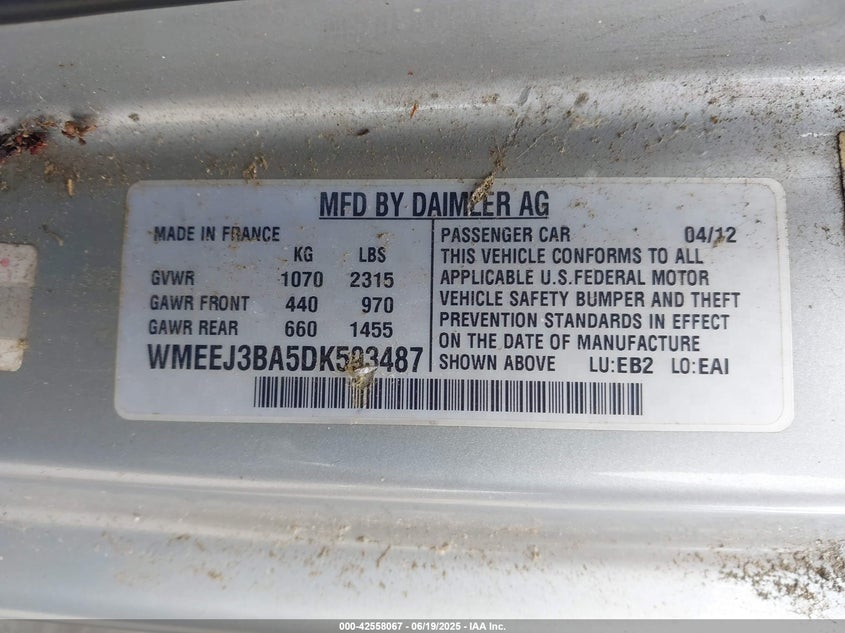 MFD BY DAIMLER AG
MADE IN FRANCE
KG LBS
GVWR 1070 2315
GAWR FRONT 440 970
GAWR REAR 660 1455
WMEEJ3BA5DK593487
PASSENGER CAR 04/12
THIS VEHICLE CONFORMS TO ALL
APPLICABLE U.S.FEDERAL MOTOR
VEHICLE SAFETY BUMPER AND THEFT
PREVENTION STANDARDS IN EFFECT
ON THE DATE OF MANUFACTURE
SHOWN ABOVE LU:EB2 LO:EAI
000-42558067 - 06/19/2025 - IAA Inc.